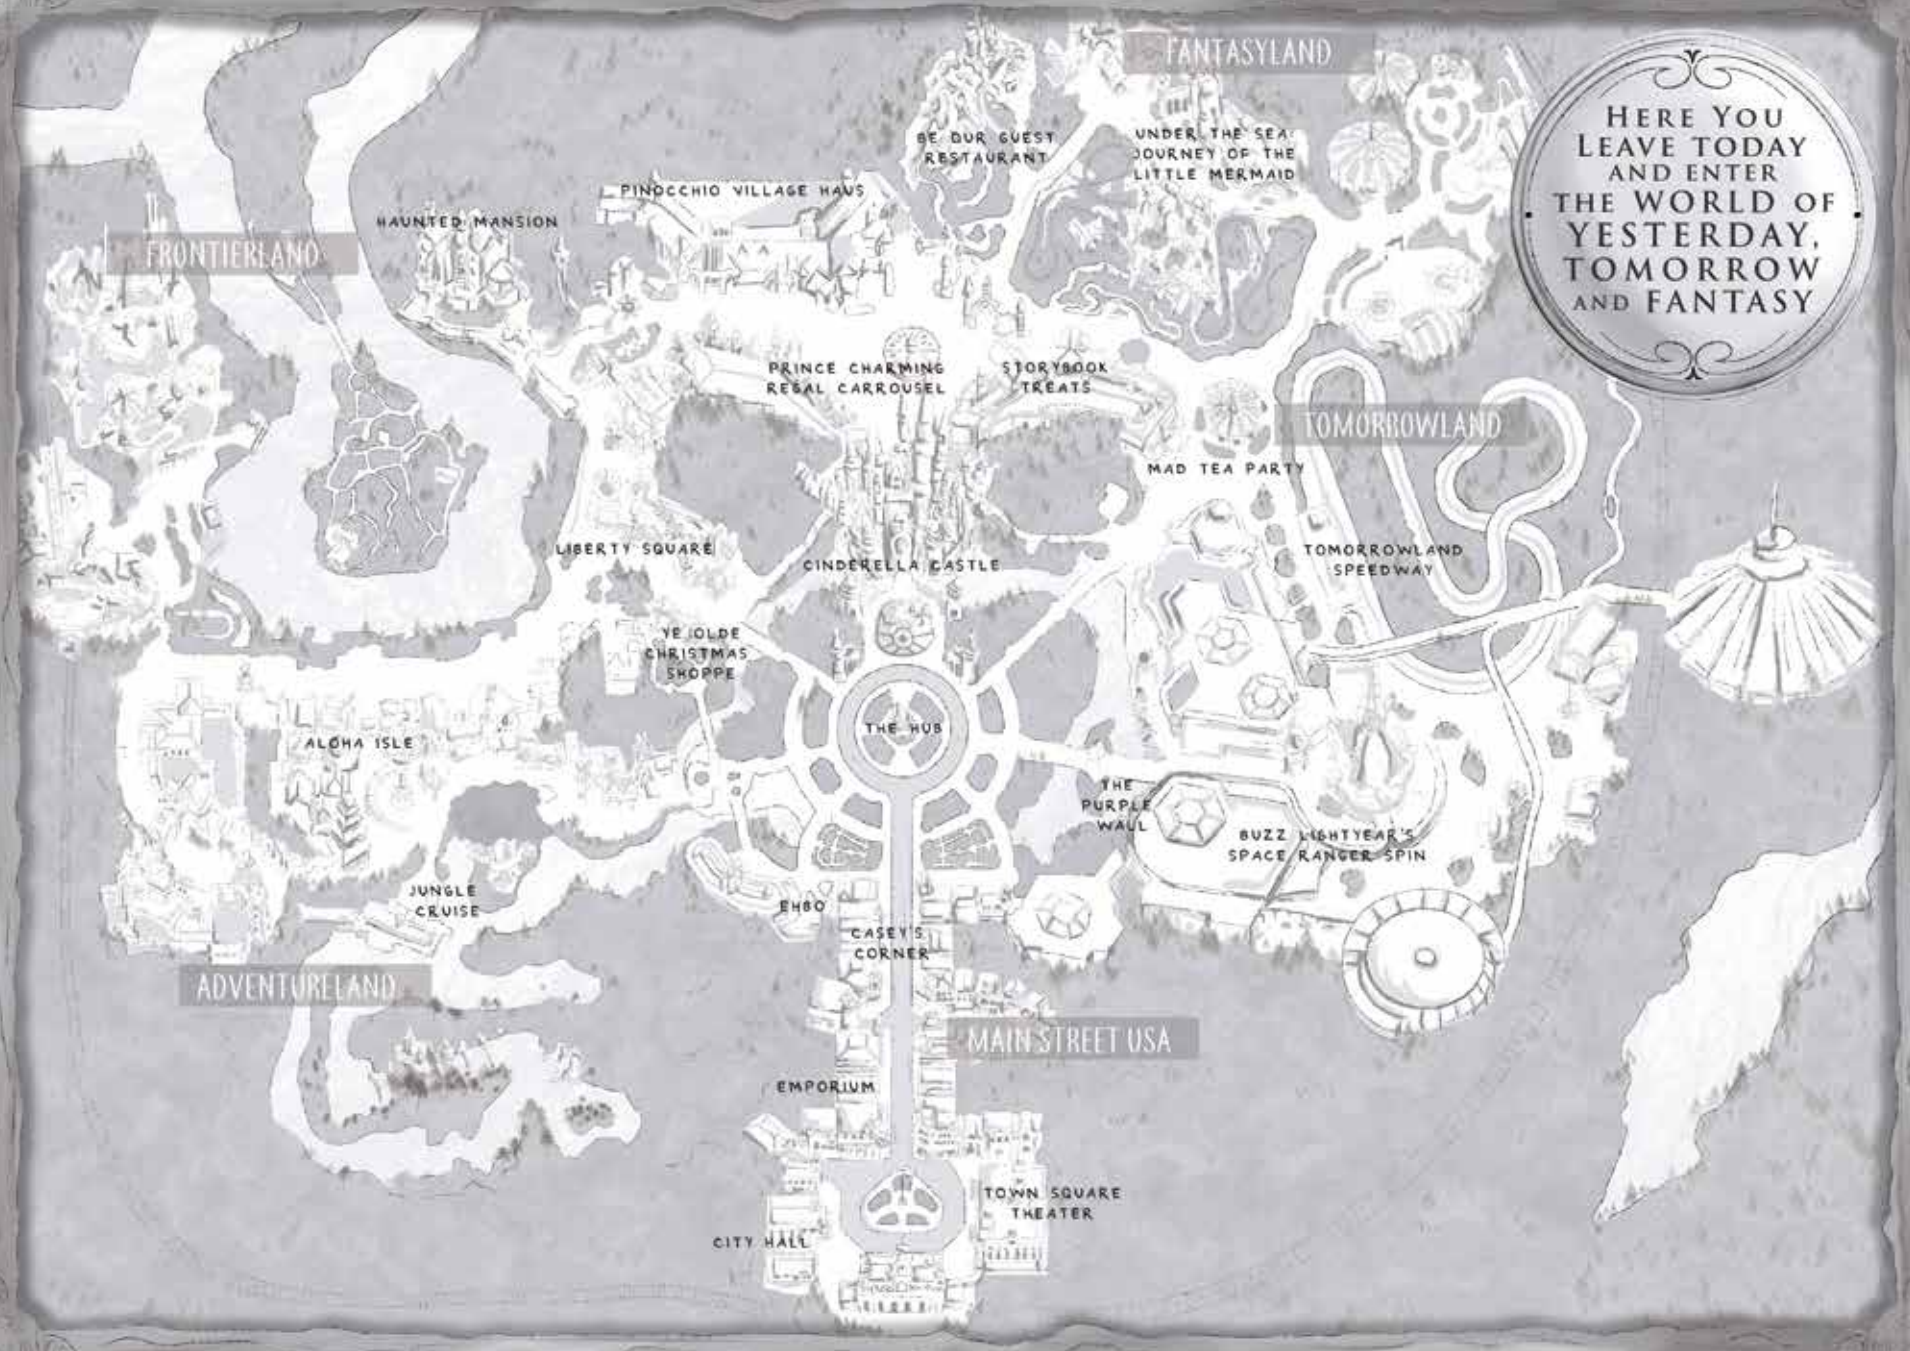 FANTASYLAND
HERE YOU
LEAVE TODAY
AND ENTER
THE WORLD OF
YESTERDAY,
TOMORROW
AND FANTASY
BE OUR GUEST
RESTAURANT
UNDER THE SEA:
JOURNEY OF THE
LITTLE MERMAID
PINOCCHIO VILLAGE HAUS
HAUNTED MANSION
FRONTIERLAND
PRINCE CHARMING
REGAL CARROUSEL
STORYBOOK
TREATS
TOMORROWLAND
MAD TEA PARTY
LIBERTY SQUARE
CINDERELLA CASTLE
TOMORROWLAND
SPEEDWAY
YE OLDE
CHRISTMAS
SHOPPE
THE HUB
ALOHA ISLE
THE
PURPLE
WALL
BUZZ LIGHTYEAR'S
SPACE RANGER SPIN
JUNGLE
CRUISE
EHBO
CASEY'S
CORNER
ADVENTURELAND
MAIN STREET USA
EMPORIUM
TOWN SQUARE
THEATER
CITY HALL